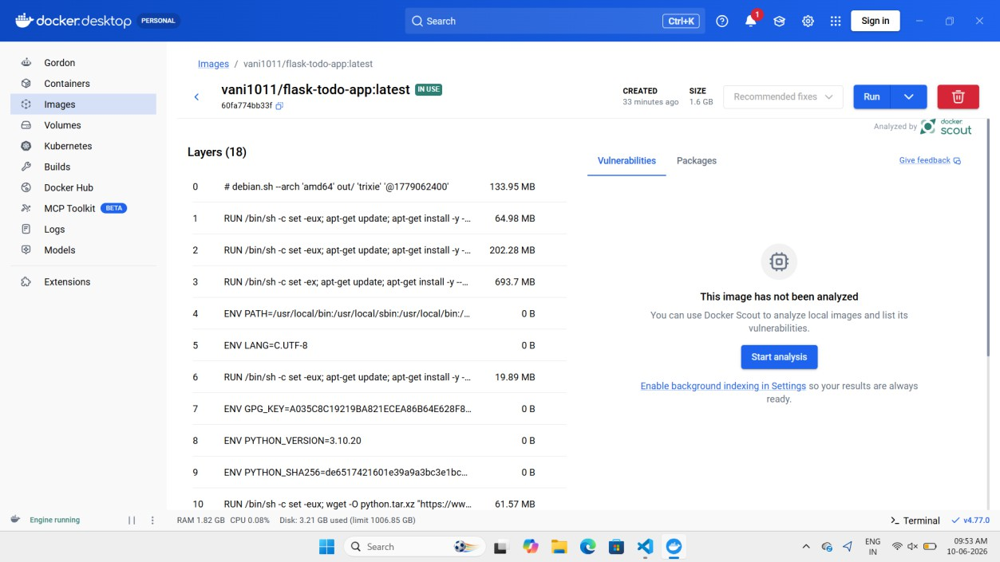 docker.desktop PERSONAL
Search Ctrl+K
1
Sign in
Gordon
Containers
Images
Volumes
Kubernetes
Builds
Docker Hub
MCP Toolkit BETA
Logs
Models
Extensions
Images / vani1011/flask-todo-app:latest
vani1011/flask-todo-app:latest IN USE
60fa774bb33f
CREATED
33 minutes ago
SIZE
1.6 GB
Recommended fixes
Run
Analyzed by docker scout
Layers (18)
0 # debian.sh --arch 'amd64' out/ 'trixie' '@1779062400' 133.95 MB
1 RUN /bin/sh -c set -eux; apt-get update; apt-get install -y -... 64.98 MB
2 RUN /bin/sh -c set -eux; apt-get update; apt-get install -y -... 202.28 MB
3 RUN /bin/sh -c set -ex; apt-get update; apt-get install -y --... 693.7 MB
4 ENV PATH=/usr/local/bin:/usr/local/sbin:/usr/local/bin:/... 0 B
5 ENV LANG=C.UTF-8 0 B
6 RUN /bin/sh -c set -eux; apt-get update; apt-get install -y -... 19.89 MB
7 ENV GPG_KEY=A035C8C19219BA821ECEA86B64E628F8... 0 B
8 ENV PYTHON_VERSION=3.10.20 0 B
9 ENV PYTHON_SHA256=de6517421601e39a9a3bc3e1bc... 0 B
10 RUN /bin/sh -c set -eux; wget -O python.tar.xz "https://ww... 61.57 MB
Vulnerabilities
Packages
Give feedback
This image has not been analyzed
You can use Docker Scout to analyze local images and list its
vulnerabilities.
Start analysis
Enable background indexing in Settings so your results are always
ready.
Engine running
RAM 1.82 GB CPU 0.08% Disk: 3.21 GB used (limit 1006.85 GB)
>_ Terminal
v4.77.0
Search
ENG
IN
09:53 AM
10-06-2026